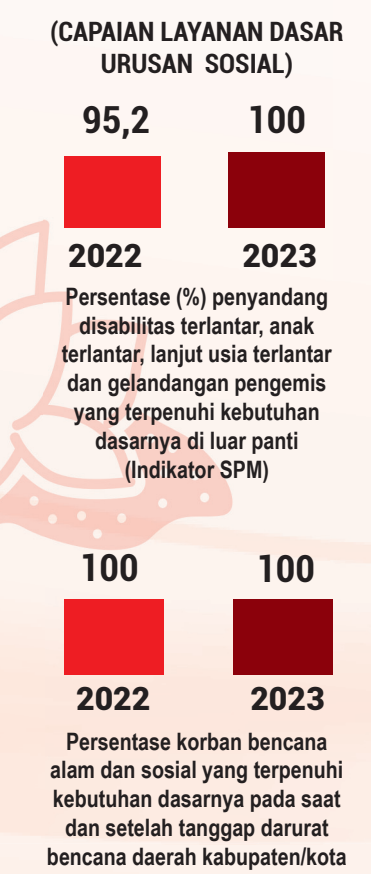 (CAPAIAN LAYANAN DASAR
URUSAN SOSIAL)
95,2 100
2022 2023
Persentase (%) penyandang
disabilitas terlantar, anak
terlantar, lanjut usia terlantar
dan gelandangan pengemis
yang terpenuhi kebutuhan
dasarnya di luar panti
(Indikator SPM)
100 100
2022 2023
Persentase korban bencana
alam dan sosial yang terpenuhi
kebutuhan dasarnya pada saat
dan setelah tanggap darurat
bencana daerah kabupaten/kota